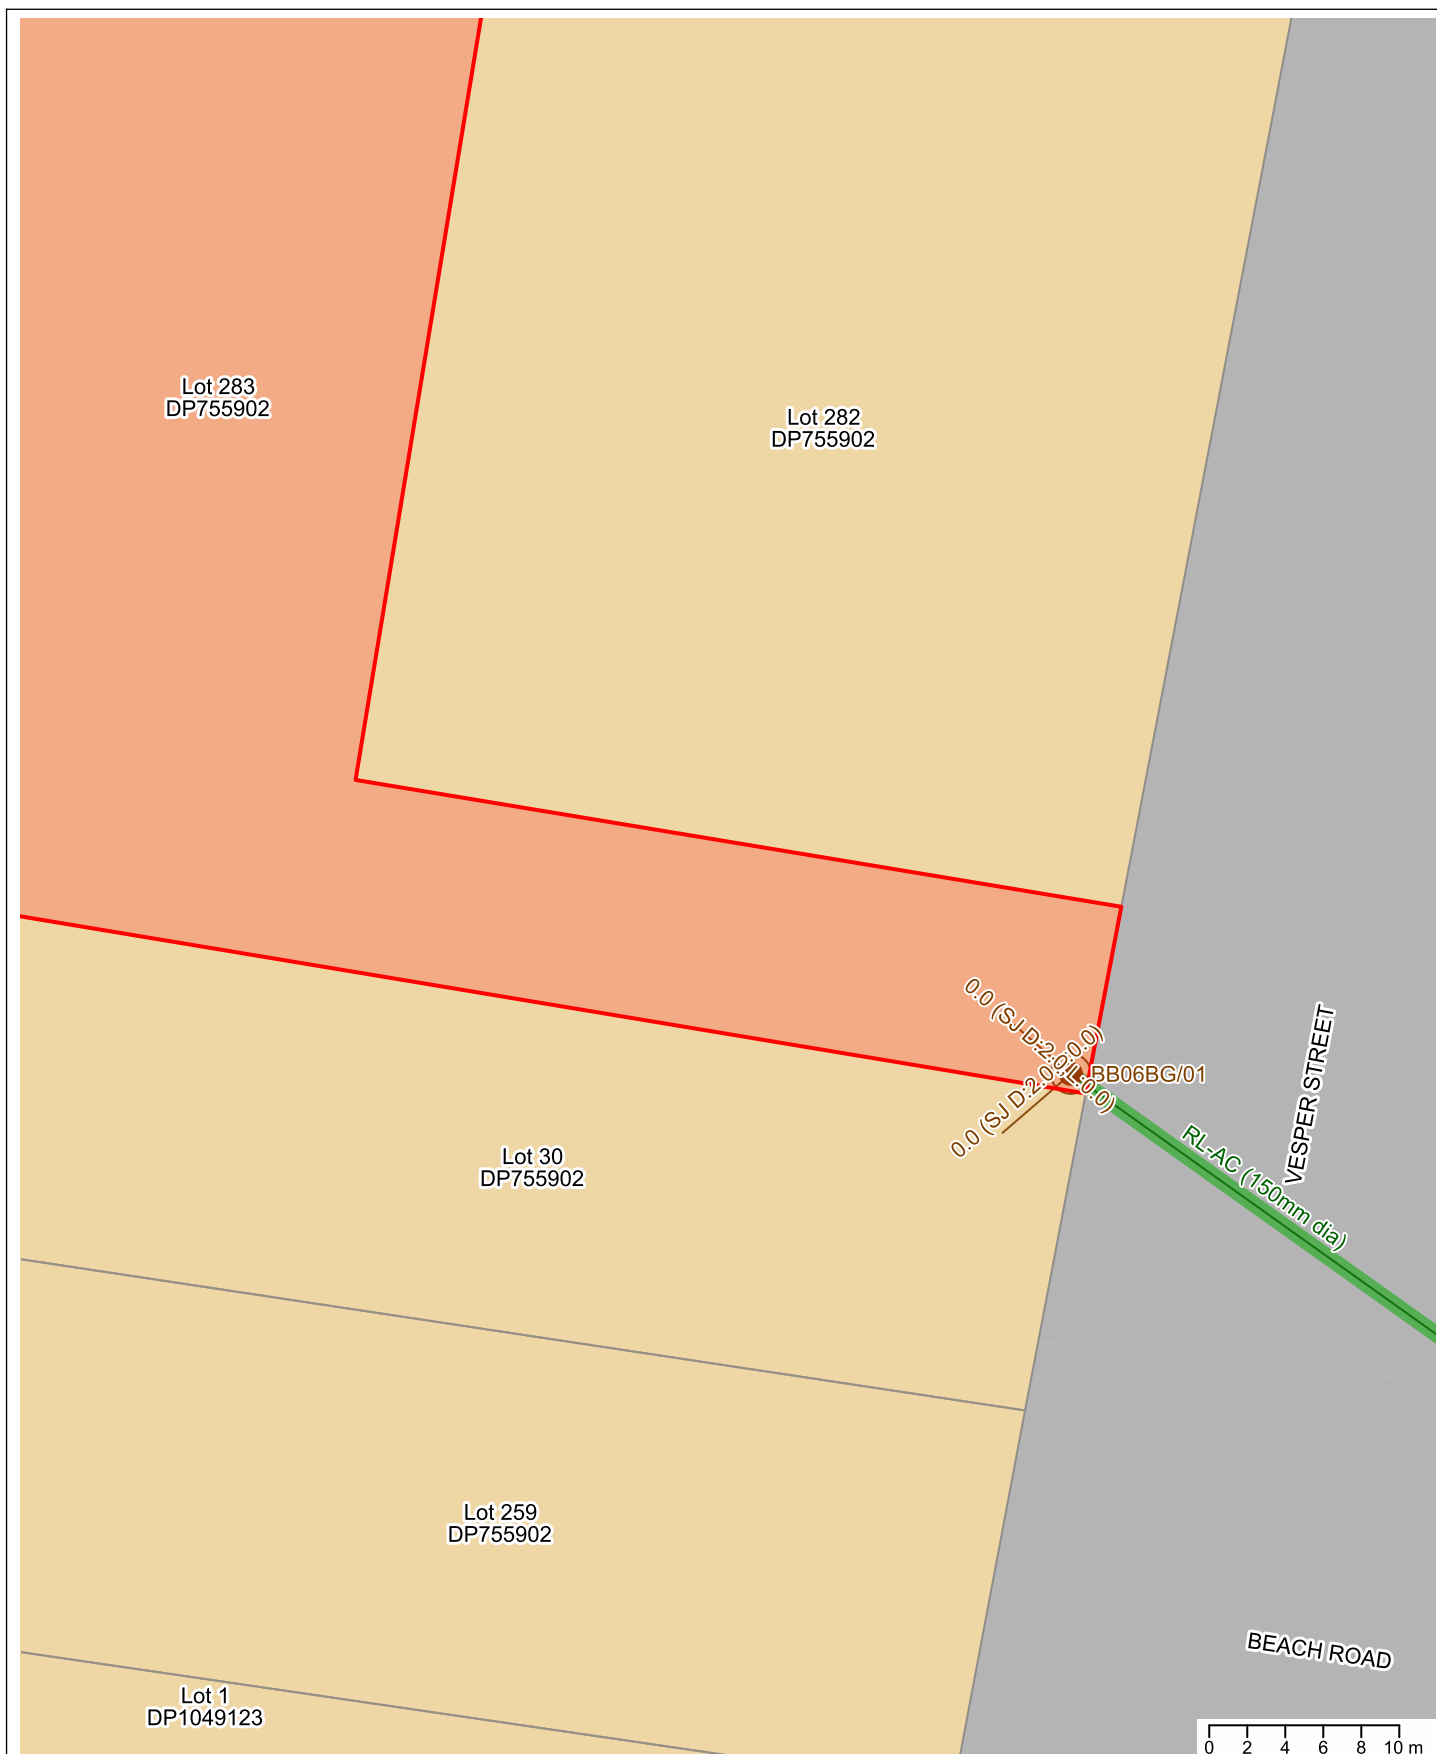 Lot 283
DP755902
Lot 282
DP755902
0.0 (SJ-D:2.0,L:0.0)
0.0 (SJ D:2.0
0.0)
BB06BG/01
VESPER STREET
RL-AC (150mm dia)
Lot 30
DP755902
Lot 259
DP755902
BEACH ROAD
Lot 1
DP1049123
0 2 4 6 8 10 m